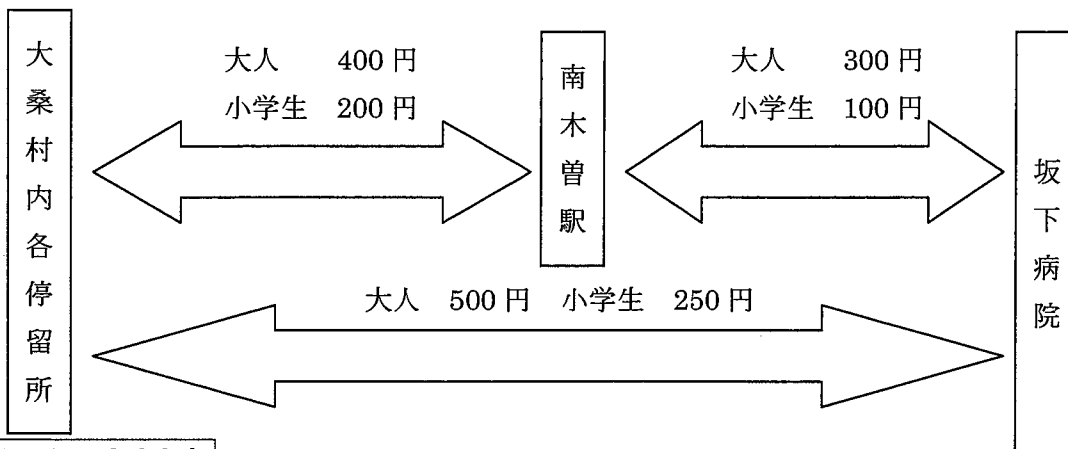 大桑村内各停留所
大人 400円
小学生 200円
南木曽駅
大人 300円
小学生 100円
坂下病院
大人 500円 小学生 250円